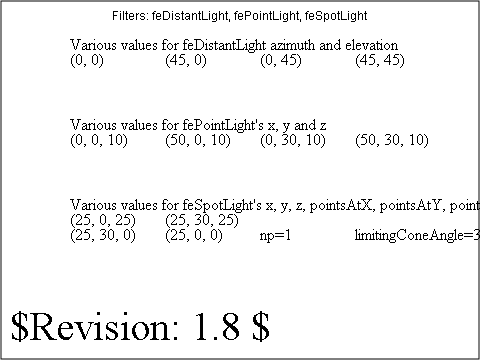 Filters: feDistantLight, fePointLight, feSpotLight
Various values for feDistantLight azimuth and elevation
(0, 0) (45, 0) (0, 45) (45, 45)
Various values for fePointLight's x, y and z
(0, 0, 10) (50, 0, 10) (0, 30, 10) (50, 30, 10)
Various values for feSpotLight's x, y, z, pointsAtX, pointsAtY, point
(25, 0, 25) (25, 30, 25)
(25, 30, 0) (25, 0, 0) np=1 limitingConeAngle=3
$Revision: 1.8 $